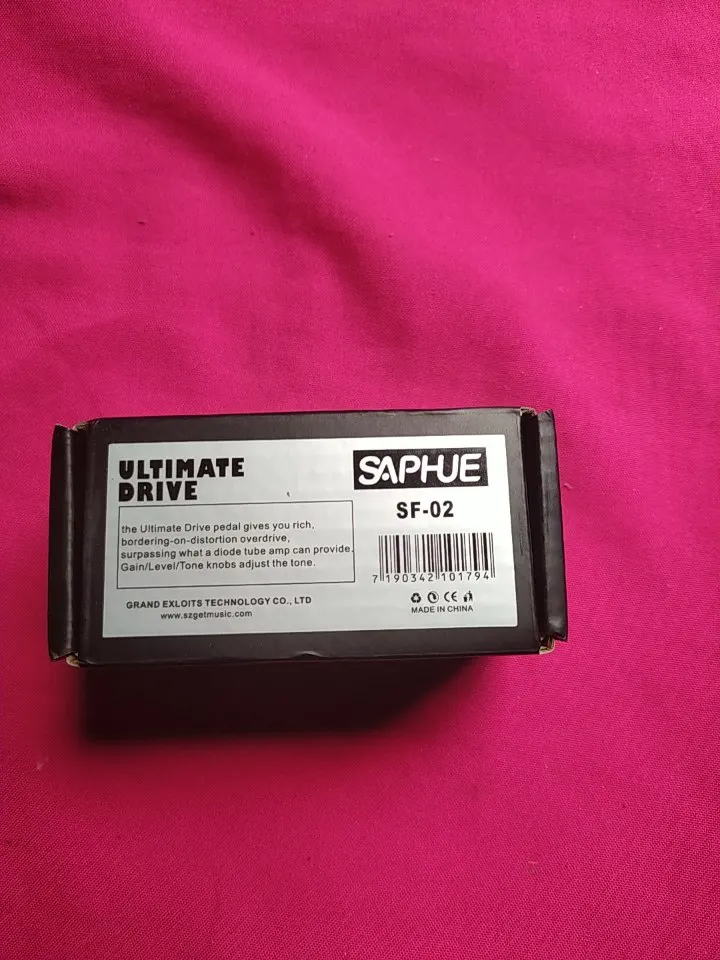 ULTIMATE
DRIVE
the Ultimate Drive pedal gives you rich,
bordering-on-distortion overdrive,
surpassing what a diode tube amp can provide.
Gain/Level/Tone knobs adjust the tone.
GRAND EXLOITS TECHNOLOGY CO., LTD
www.szgetmusic.com
SAPHUE
SF-02
7 190342 101794
CE
MADE IN CHINA